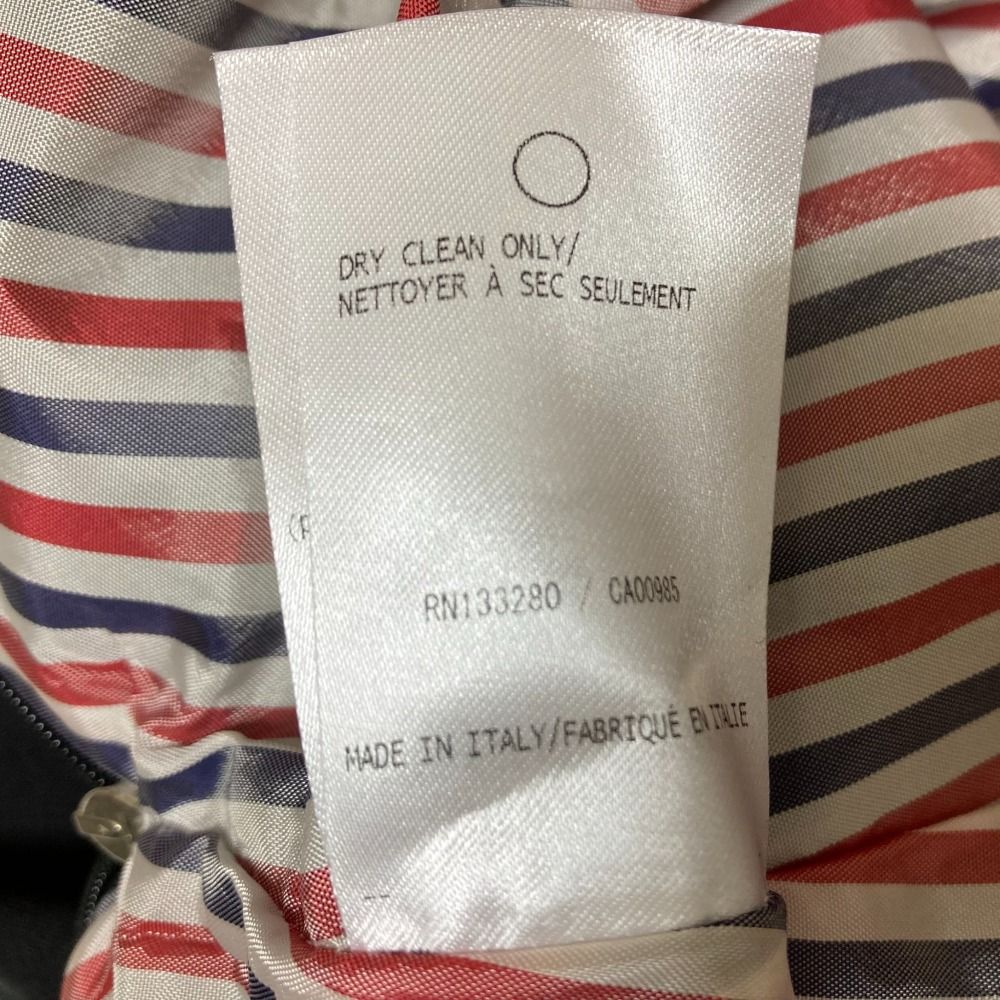 DRY CLEAN ONLY/
NETTOYER À SEC SEULEMENT
RN133280 / CA00985
MADE IN ITALY/FABRIQUÉ EN ITALIE
--